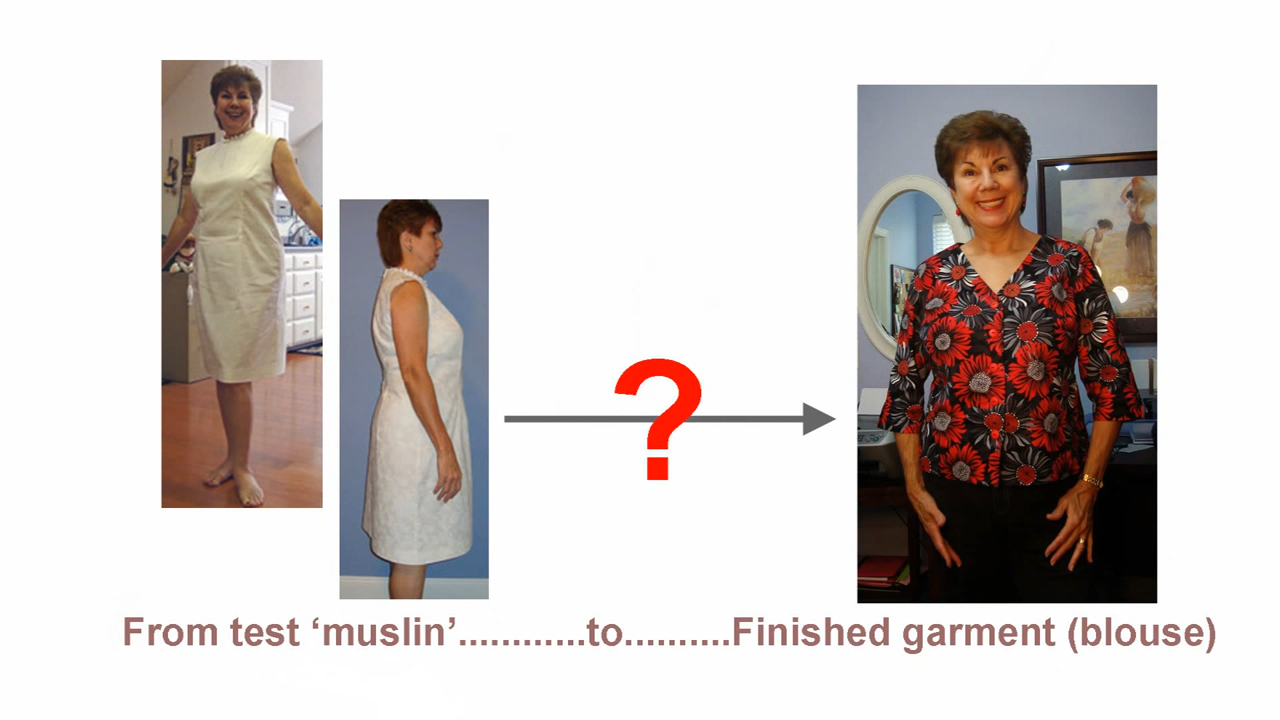 ?
From test ‘muslin’............to..........Finished garment (blouse)